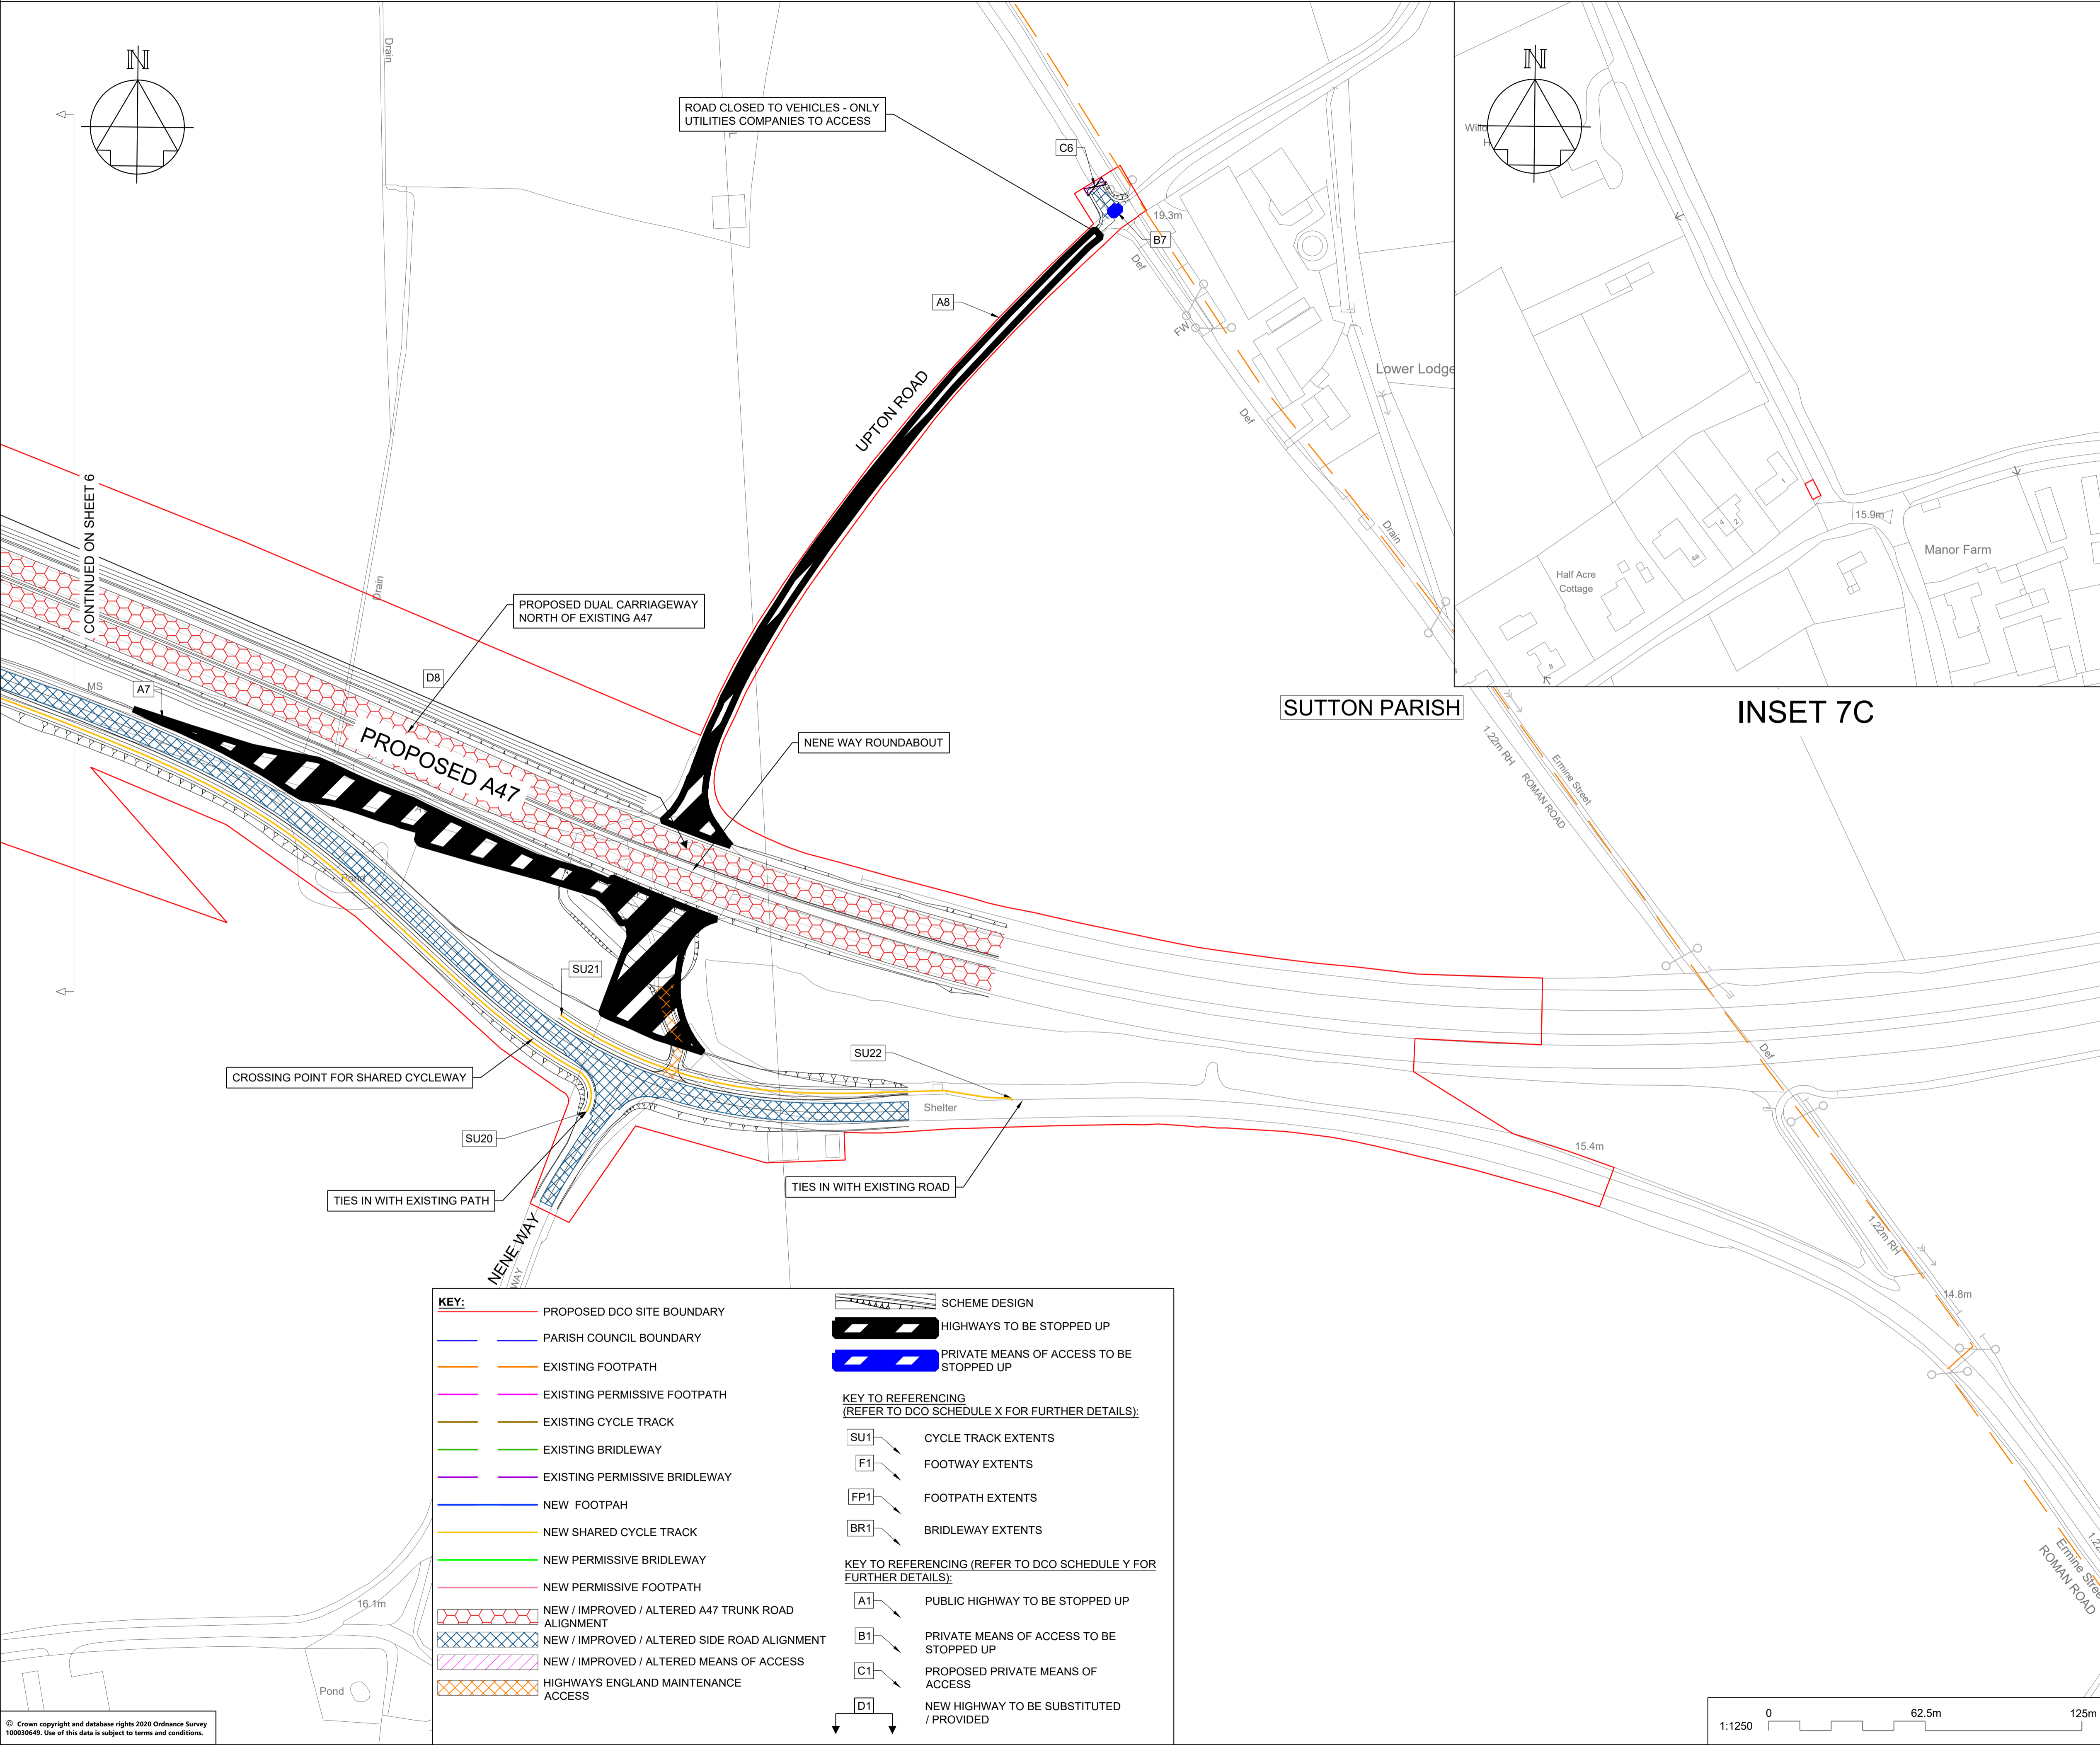 N
Drain
ROAD CLOSED TO VEHICLES - ONLY
UTILITIES COMPANIES TO ACCESS
C6
19.3m
B7
Def
A8
FW
UPTON ROAD
Def
Lower Lodge
Drain
CONTINUED ON SHEET 6
Drain
PROPOSED DUAL CARRIAGEWAY
NORTH OF EXISTING A47
MS
A7
D8
PROPOSED A47
NENE WAY ROUNDABOUT
SUTTON PARISH
N
H
15.9m
Manor Farm
Half Acre
Cottage
1
2
4
4a
8
INSET 7C
1.22m RH
ROMAN ROAD
Ermine Street
Pond
SU21
CROSSING POINT FOR SHARED CYCLEWAY
SU22
Shelter
SU20
TIES IN WITH EXISTING PATH
TIES IN WITH EXISTING ROAD
NENE WAY
WAY
Def
15.4m
1.22m RH
14.8m
Ermine Stree
ROMAN ROAD
16.1m
Pond
KEY:
PROPOSED DCO SITE BOUNDARY
PARISH COUNCIL BOUNDARY
EXISTING FOOTPATH
EXISTING PERMISSIVE FOOTPATH
EXISTING CYCLE TRACK
EXISTING BRIDLEWAY
EXISTING PERMISSIVE BRIDLEWAY
NEW FOOTPAH
NEW SHARED CYCLE TRACK
NEW PERMISSIVE BRIDLEWAY
NEW PERMISSIVE FOOTPATH
NEW / IMPROVED / ALTERED A47 TRUNK ROAD
ALIGNMENT
NEW / IMPROVED / ALTERED SIDE ROAD ALIGNMENT
NEW / IMPROVED / ALTERED MEANS OF ACCESS
HIGHWAYS ENGLAND MAINTENANCE
ACCESS
SCHEME DESIGN
HIGHWAYS TO BE STOPPED UP
PRIVATE MEANS OF ACCESS TO BE
STOPPED UP
KEY TO REFERENCING
(REFER TO DCO SCHEDULE X FOR FURTHER DETAILS):
SU1 CYCLE TRACK EXTENTS
F1 FOOTWAY EXTENTS
FP1 FOOTPATH EXTENTS
BR1 BRIDLEWAY EXTENTS
KEY TO REFERENCING (REFER TO DCO SCHEDULE Y FOR
FURTHER DETAILS):
A1 PUBLIC HIGHWAY TO BE STOPPED UP
B1 PRIVATE MEANS OF ACCESS TO BE
STOPPED UP
C1 PROPOSED PRIVATE MEANS OF
ACCESS
D1 NEW HIGHWAY TO BE SUBSTITUTED
/ PROVIDED
© Crown copyright and database rights 2020 Ordnance Survey
100030649. Use of this data is subject to terms and conditions.
1:1250
0 62.5m 125m